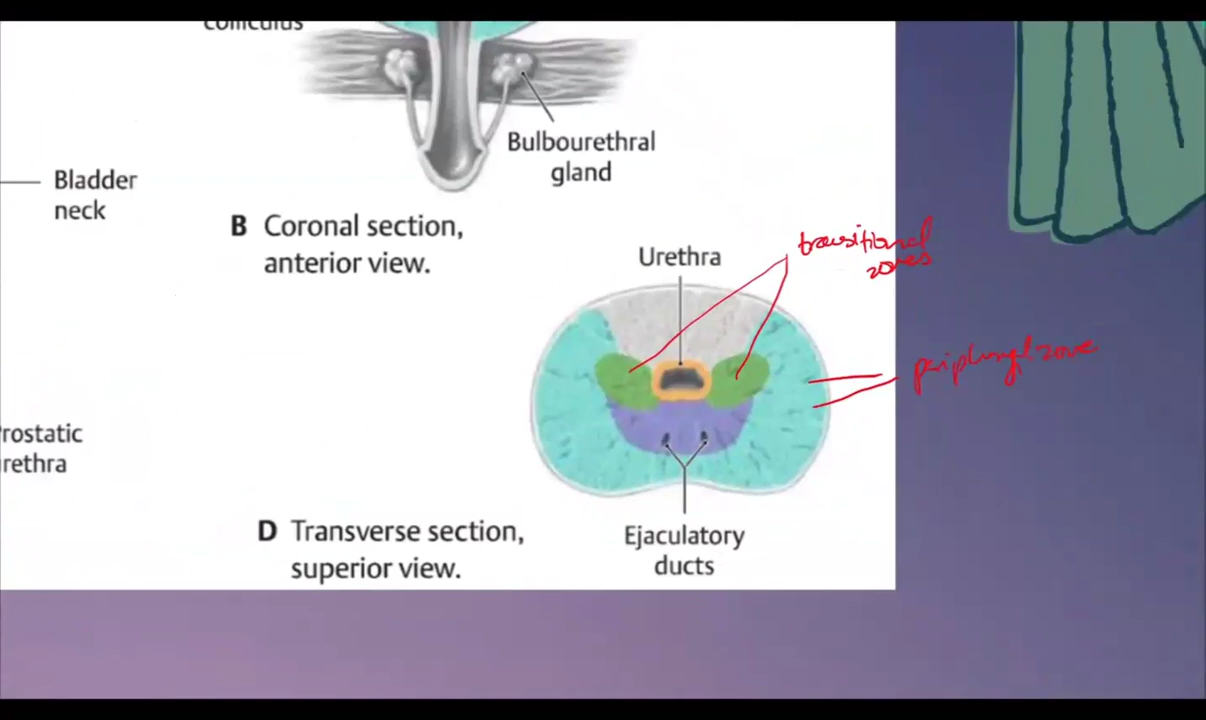 colliculus
Bulbourethral
gland
Bladder
neck
B Coronal section,
anterior view.
Urethra
transitional
zones
peripheral zone
rostatic
rethra
D Transverse section,
superior view.
Ejaculatory
ducts